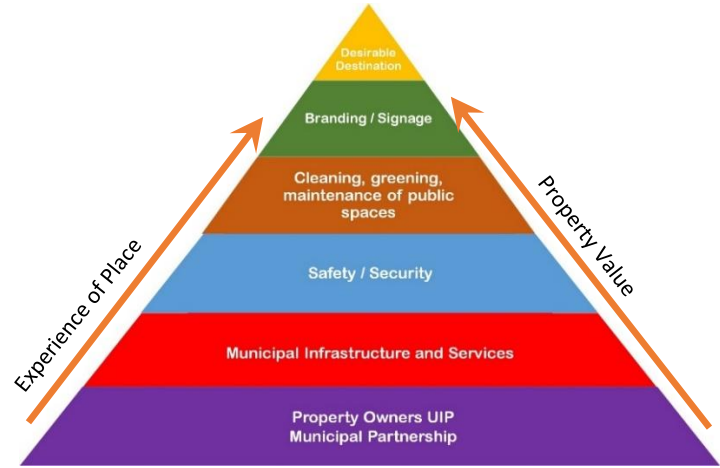 Desirable
Destination
Branding / Signage
Cleaning, greening,
maintenance of public
spaces
Safety / Security
Municipal Infrastructure and Services
Property Owners UIP
Municipal Partnership
Experience of Place
Property Value